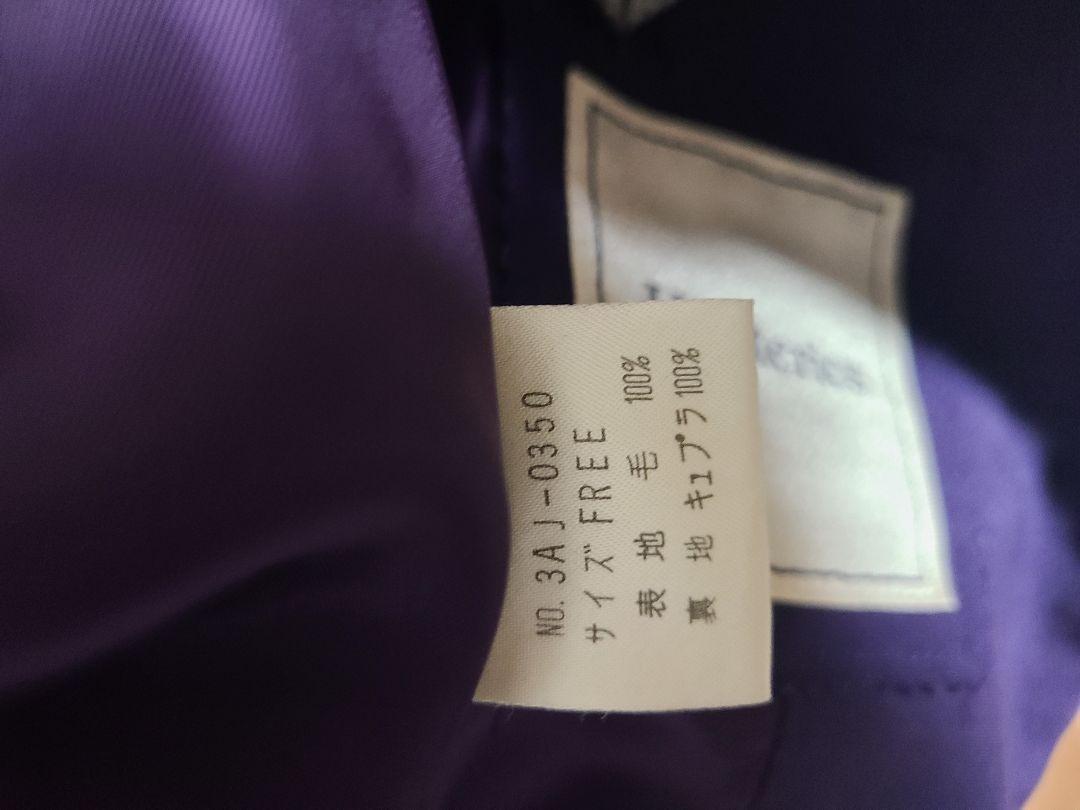 NO. 3AJ-0350
サイズ FREE
表 地 毛 100%
裏 地 キュプラ 100%